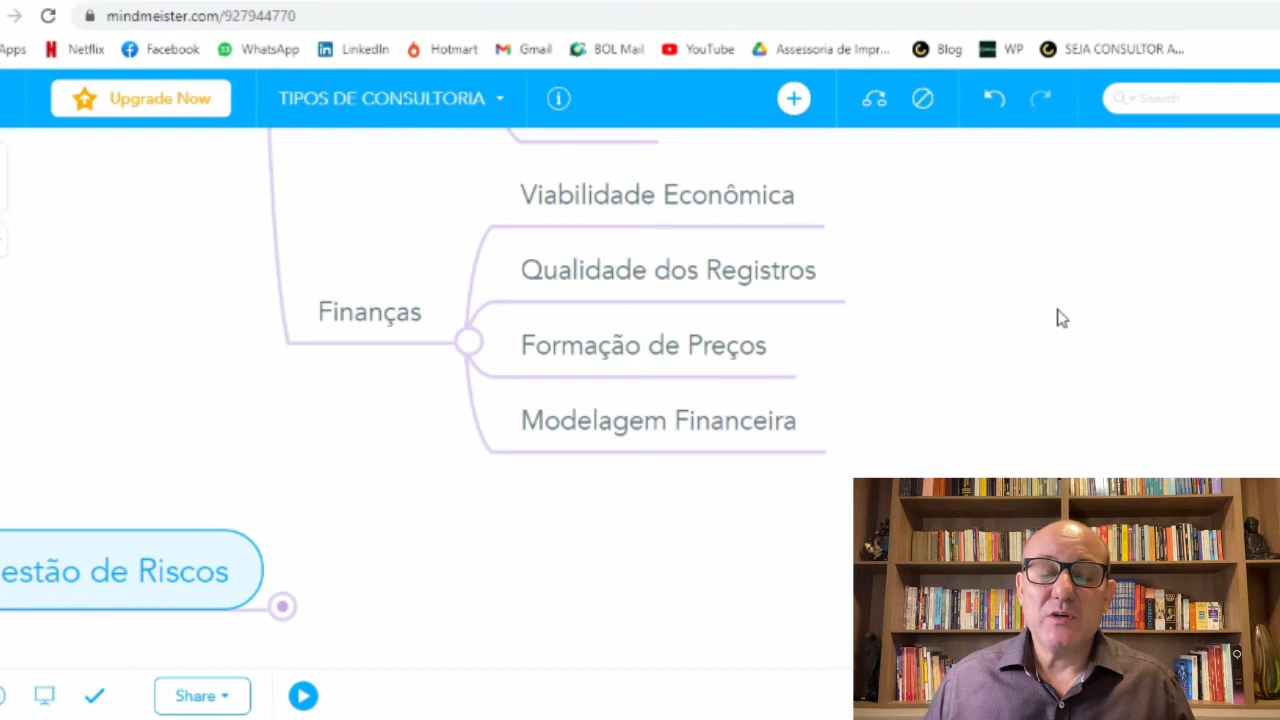 mindmeister.com/927944770
Apps Netflix Facebook WhatsApp LinkedIn Hotmart Gmail BOL Mail YouTube Assessoria de Impr... Blog WP SEJA CONSULTOR A...
Upgrade Now TIPOS DE CONSULTORIA Search
Viabilidade Econômica
Qualidade dos Registros
Finanças
Formação de Preços
Modelagem Financeira
estão de Riscos
Share